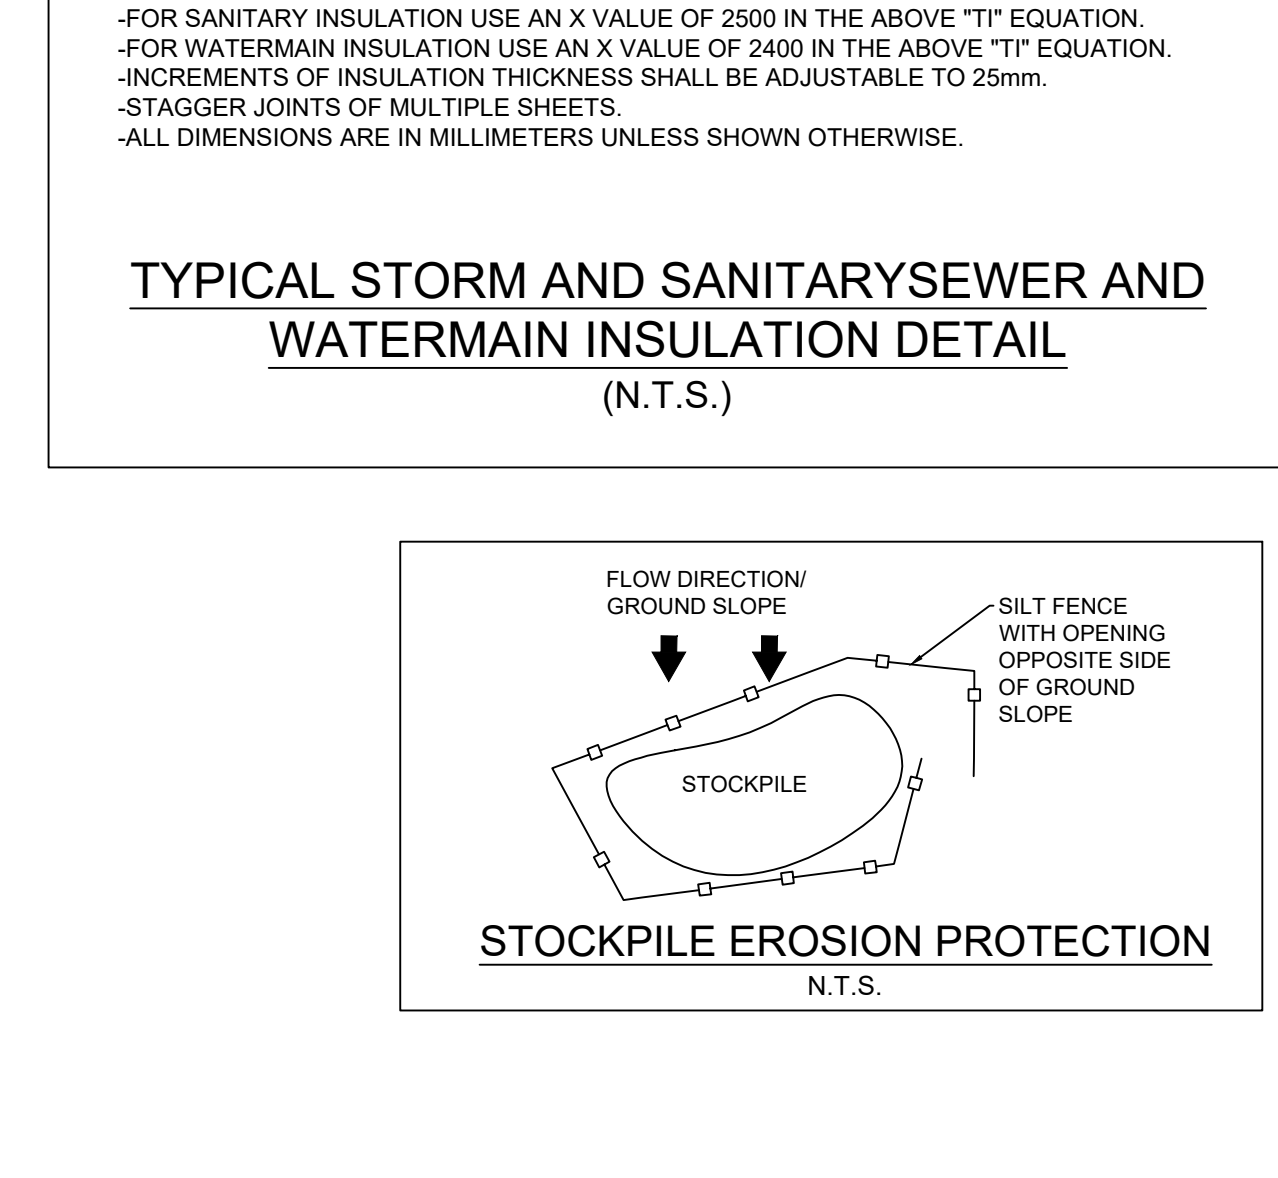 -FOR SANITARY INSULATION USE AN X VALUE OF 2500 IN THE ABOVE "TI" EQUATION.
-FOR WATERMAIN INSULATION USE AN X VALUE OF 2400 IN THE ABOVE "TI" EQUATION.
-INCREMENTS OF INSULATION THICKNESS SHALL BE ADJUSTABLE TO 25mm.
-STAGGER JOINTS OF MULTIPLE SHEETS.
-ALL DIMENSIONS ARE IN MILLIMETERS UNLESS SHOWN OTHERWISE.
TYPICAL STORM AND SANITARYSEWER AND
WATERMAIN INSULATION DETAIL
(N.T.S.)
FLOW DIRECTION/
GROUND SLOPE
SILT FENCE
WITH OPENING
OPPOSITE SIDE
OF GROUND
SLOPE
STOCKPILE
STOCKPILE EROSION PROTECTION
N.T.S.